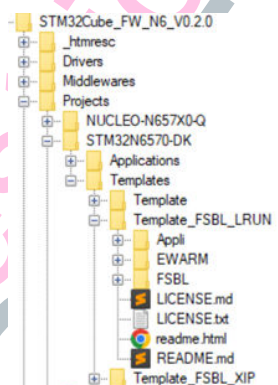 STM32Cube_FW_N6_V0.2.0
_htmresc
Drivers
Middlewares
Projects
NUCLEO-N657X0-Q
STM32N6570-DK
Applications
Templates
Template
Template_FSBL_LRUN
Appli
EWARM
FSBL
LICENSE.md
LICENSE.txt
readme.html
README.md
Template_FSBL_XIP